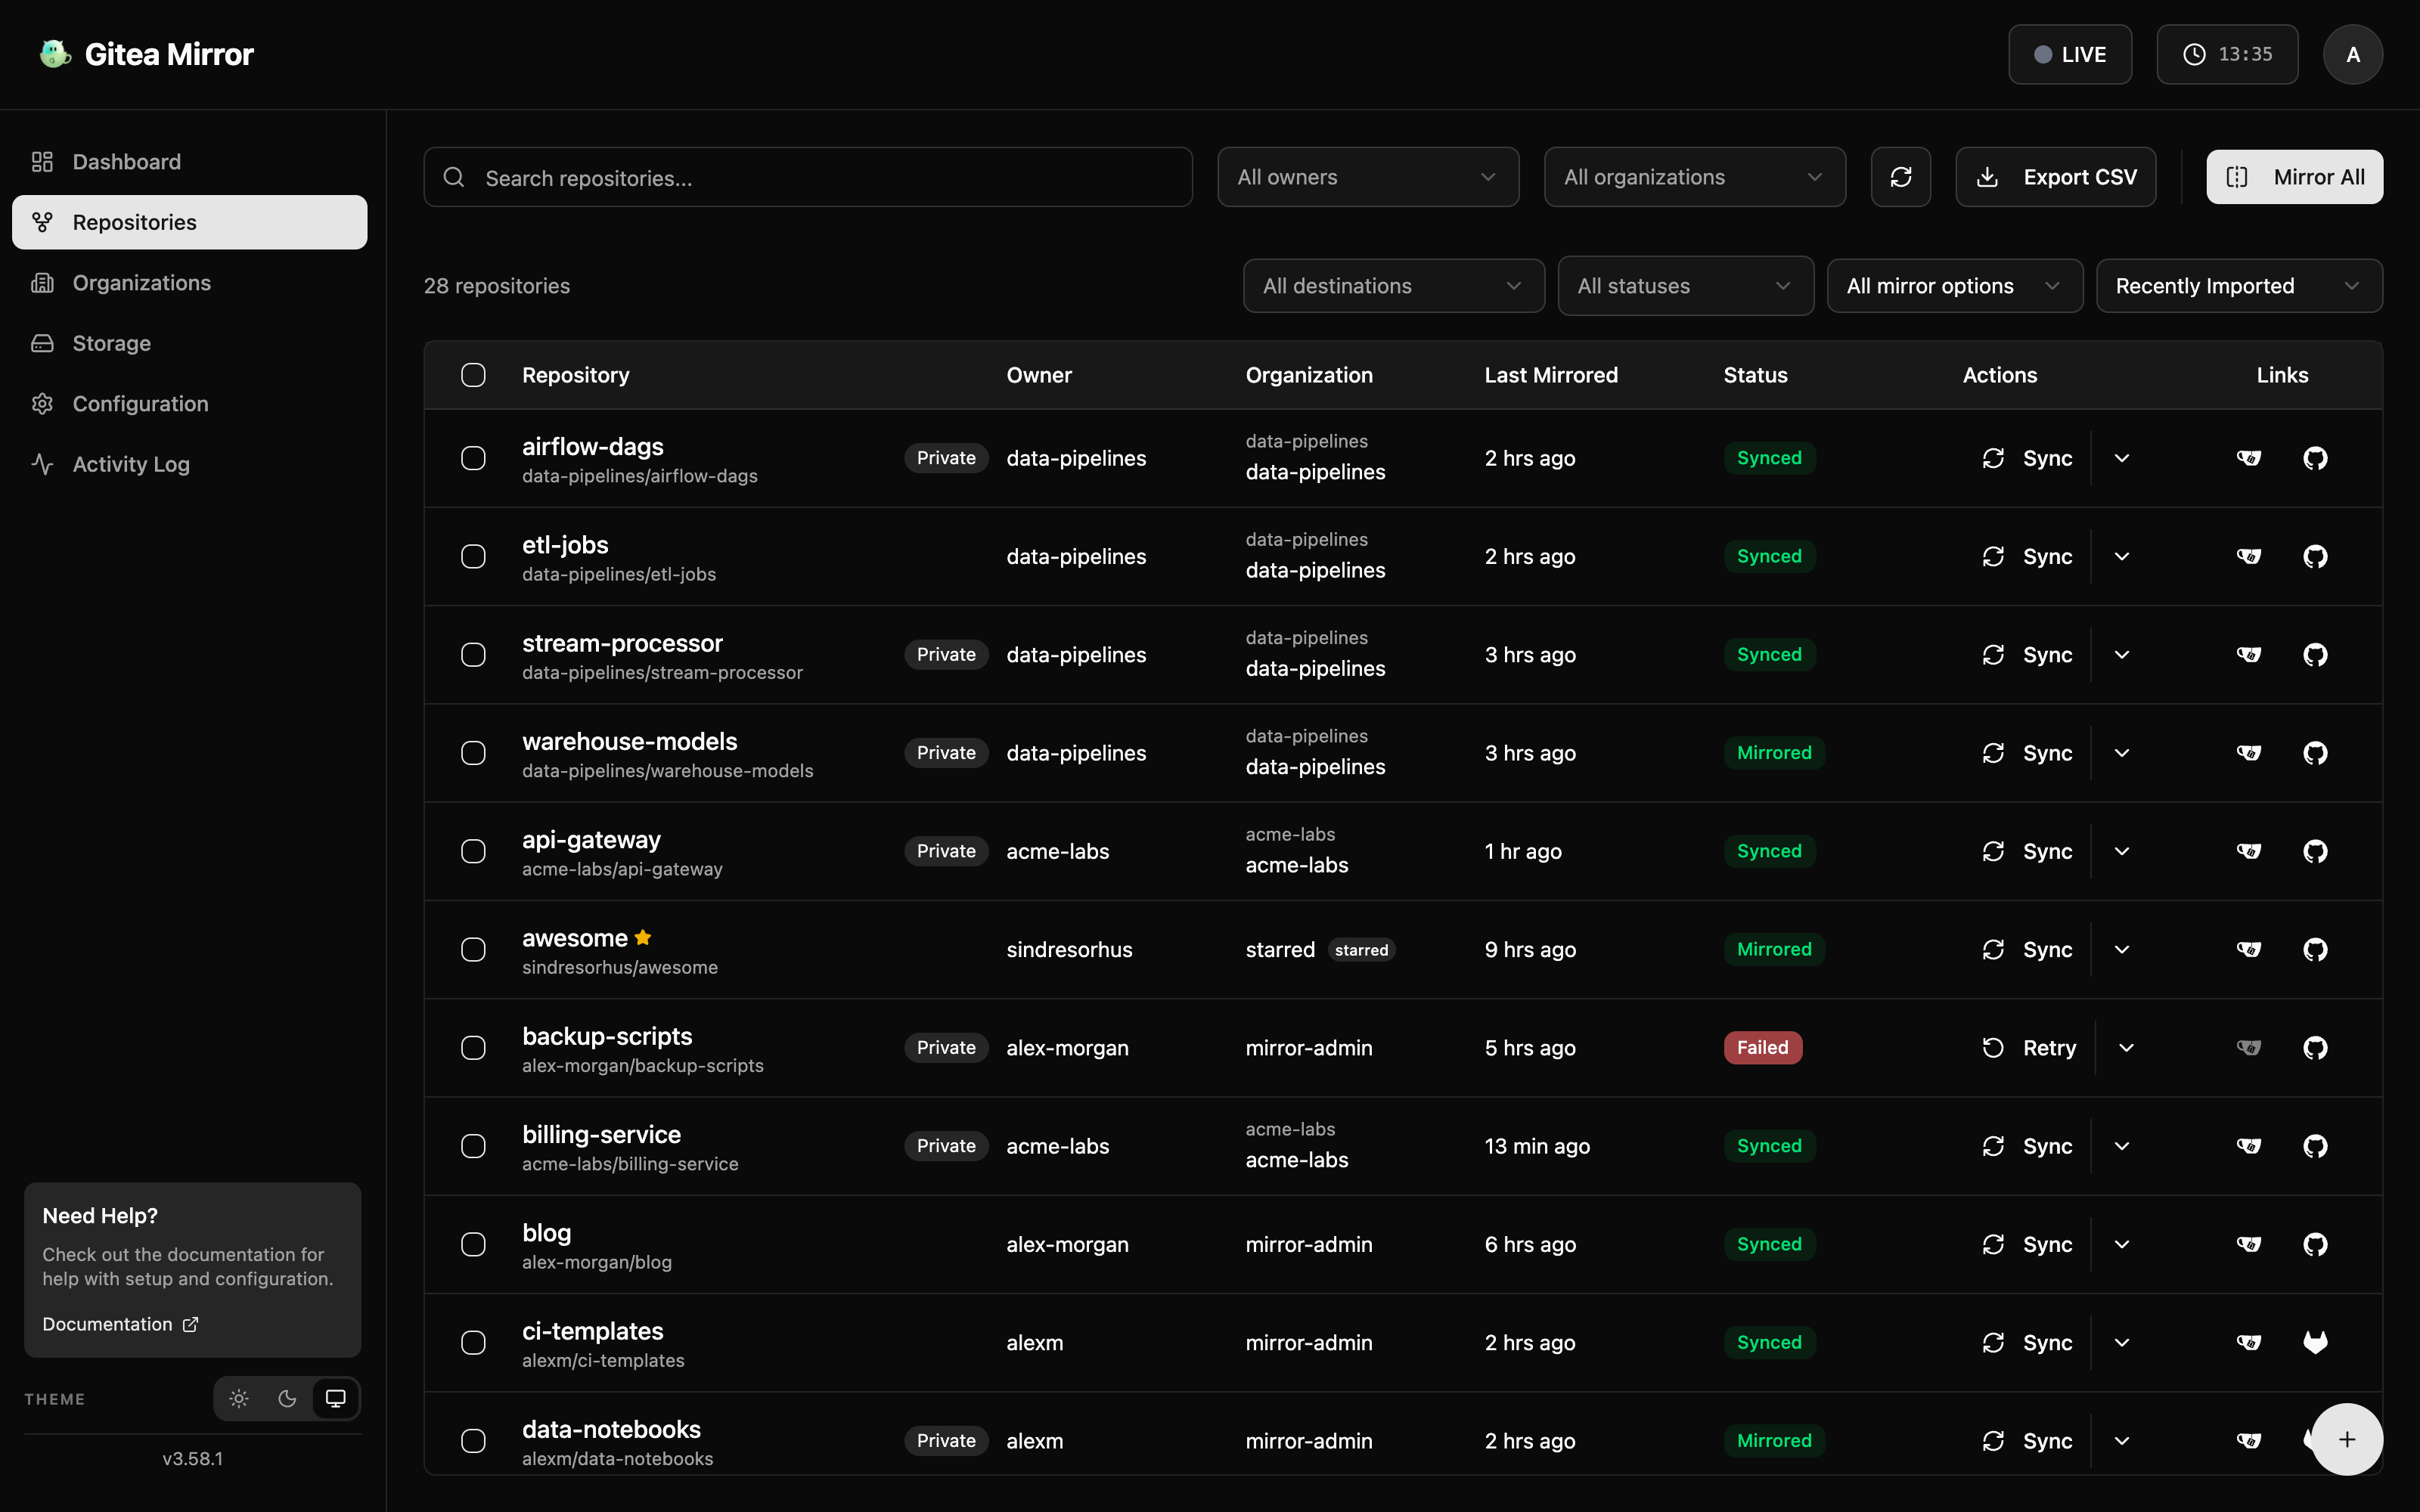 Gitea Mirror
LIVE
13:35
A
Dashboard
Repositories
Organizations
Storage
Configuration
Activity Log
Need Help?
Check out the documentation for
help with setup and configuration.
Documentation
THEME
v3.58.1
Search repositories...
All owners
All organizations
Export CSV
Mirror All
28 repositories
All destinations
All statuses
All mirror options
Recently Imported
Repository Owner Organization Last Mirrored Status Actions Links
airflow-dags
data-pipelines/airflow-dags
Private
data-pipelines
data-pipelines
data-pipelines
2 hrs ago
Synced
Sync
etl-jobs
data-pipelines/etl-jobs
data-pipelines
data-pipelines
data-pipelines
2 hrs ago
Synced
Sync
stream-processor
data-pipelines/stream-processor
Private
data-pipelines
data-pipelines
data-pipelines
3 hrs ago
Synced
Sync
warehouse-models
data-pipelines/warehouse-models
Private
data-pipelines
data-pipelines
data-pipelines
3 hrs ago
Mirrored
Sync
api-gateway
acme-labs/api-gateway
Private
acme-labs
acme-labs
acme-labs
1 hr ago
Synced
Sync
awesome
sindresorhus/awesome
sindresorhus
starred
starred
9 hrs ago
Mirrored
Sync
backup-scripts
alex-morgan/backup-scripts
Private
alex-morgan
mirror-admin
5 hrs ago
Failed
Retry
billing-service
acme-labs/billing-service
Private
acme-labs
acme-labs
acme-labs
13 min ago
Synced
Sync
blog
alex-morgan/blog
alex-morgan
mirror-admin
6 hrs ago
Synced
Sync
ci-templates
alexm/ci-templates
alexm
mirror-admin
2 hrs ago
Synced
Sync
data-notebooks
alexm/data-notebooks
Private
alexm
mirror-admin
2 hrs ago
Mirrored
Sync